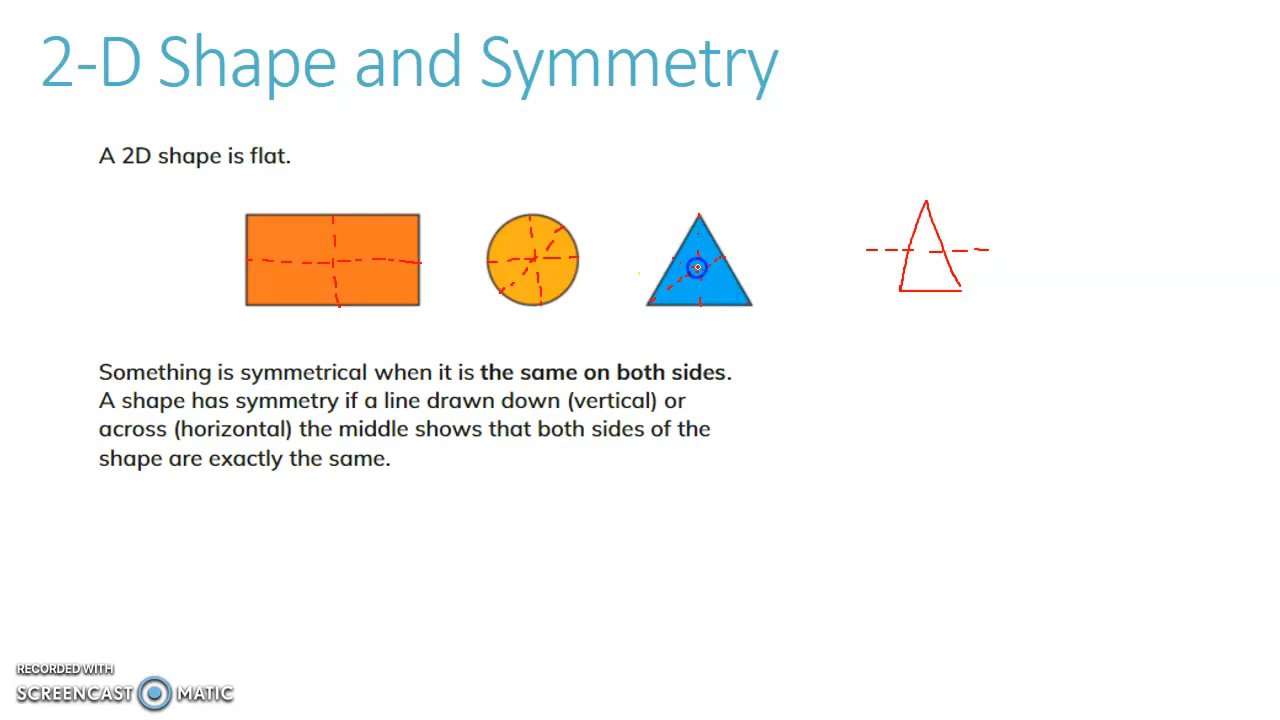 2-D Shape and Symmetry
A 2D shape is flat.
Something is symmetrical when it is the same on both sides.
A shape has symmetry if a line drawn down (vertical) or
across (horizontal) the middle shows that both sides of the
shape are exactly the same.
RECORDED WITH
SCREENCAST MATIC